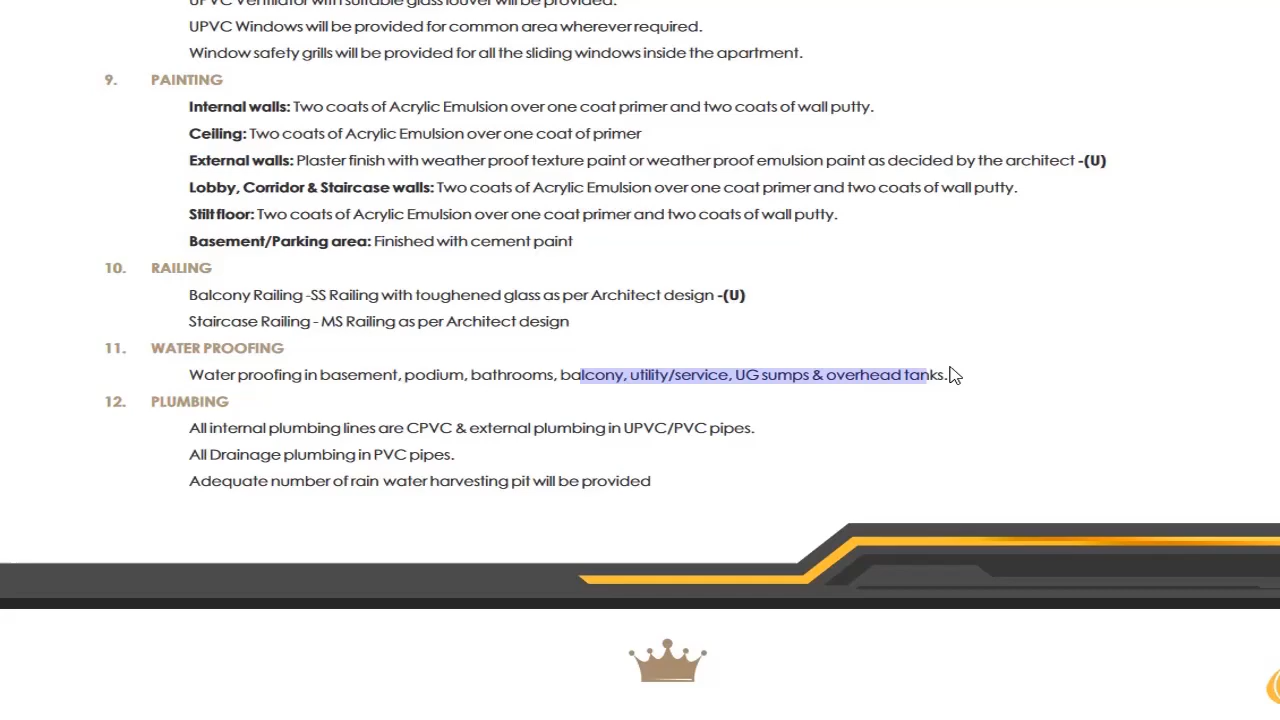 UPVC Ventilator with suitable glass louver will be provided.
UPVC Windows will be provided for common area wherever required.
Window safety grills will be provided for all the sliding windows inside the apartment.
9. PAINTING
Internal walls: Two coats of Acrylic Emulsion over one coat primer and two coats of wall putty.
Ceiling: Two coats of Acrylic Emulsion over one coat of primer
External walls: Plaster finish with weather proof texture paint or weather proof emulsion paint as decided by the architect -(U)
Lobby, Corridor & Staircase walls: Two coats of Acrylic Emulsion over one coat primer and two coats of wall putty.
Stilt floor: Two coats of Acrylic Emulsion over one coat primer and two coats of wall putty.
Basement/Parking area: Finished with cement paint
10. RAILING
Balcony Railing -SS Railing with toughened glass as per Architect design -(U)
Staircase Railing - MS Railing as per Architect design
11. WATER PROOFING
Water proofing in basement, podium, bathrooms, balcony, utility/service, UG sumps & overhead tanks.
12. PLUMBING
All internal plumbing lines are CPVC & external plumbing in UPVC/PVC pipes.
All Drainage plumbing in PVC pipes.
Adequate number of rain water harvesting pit will be provided